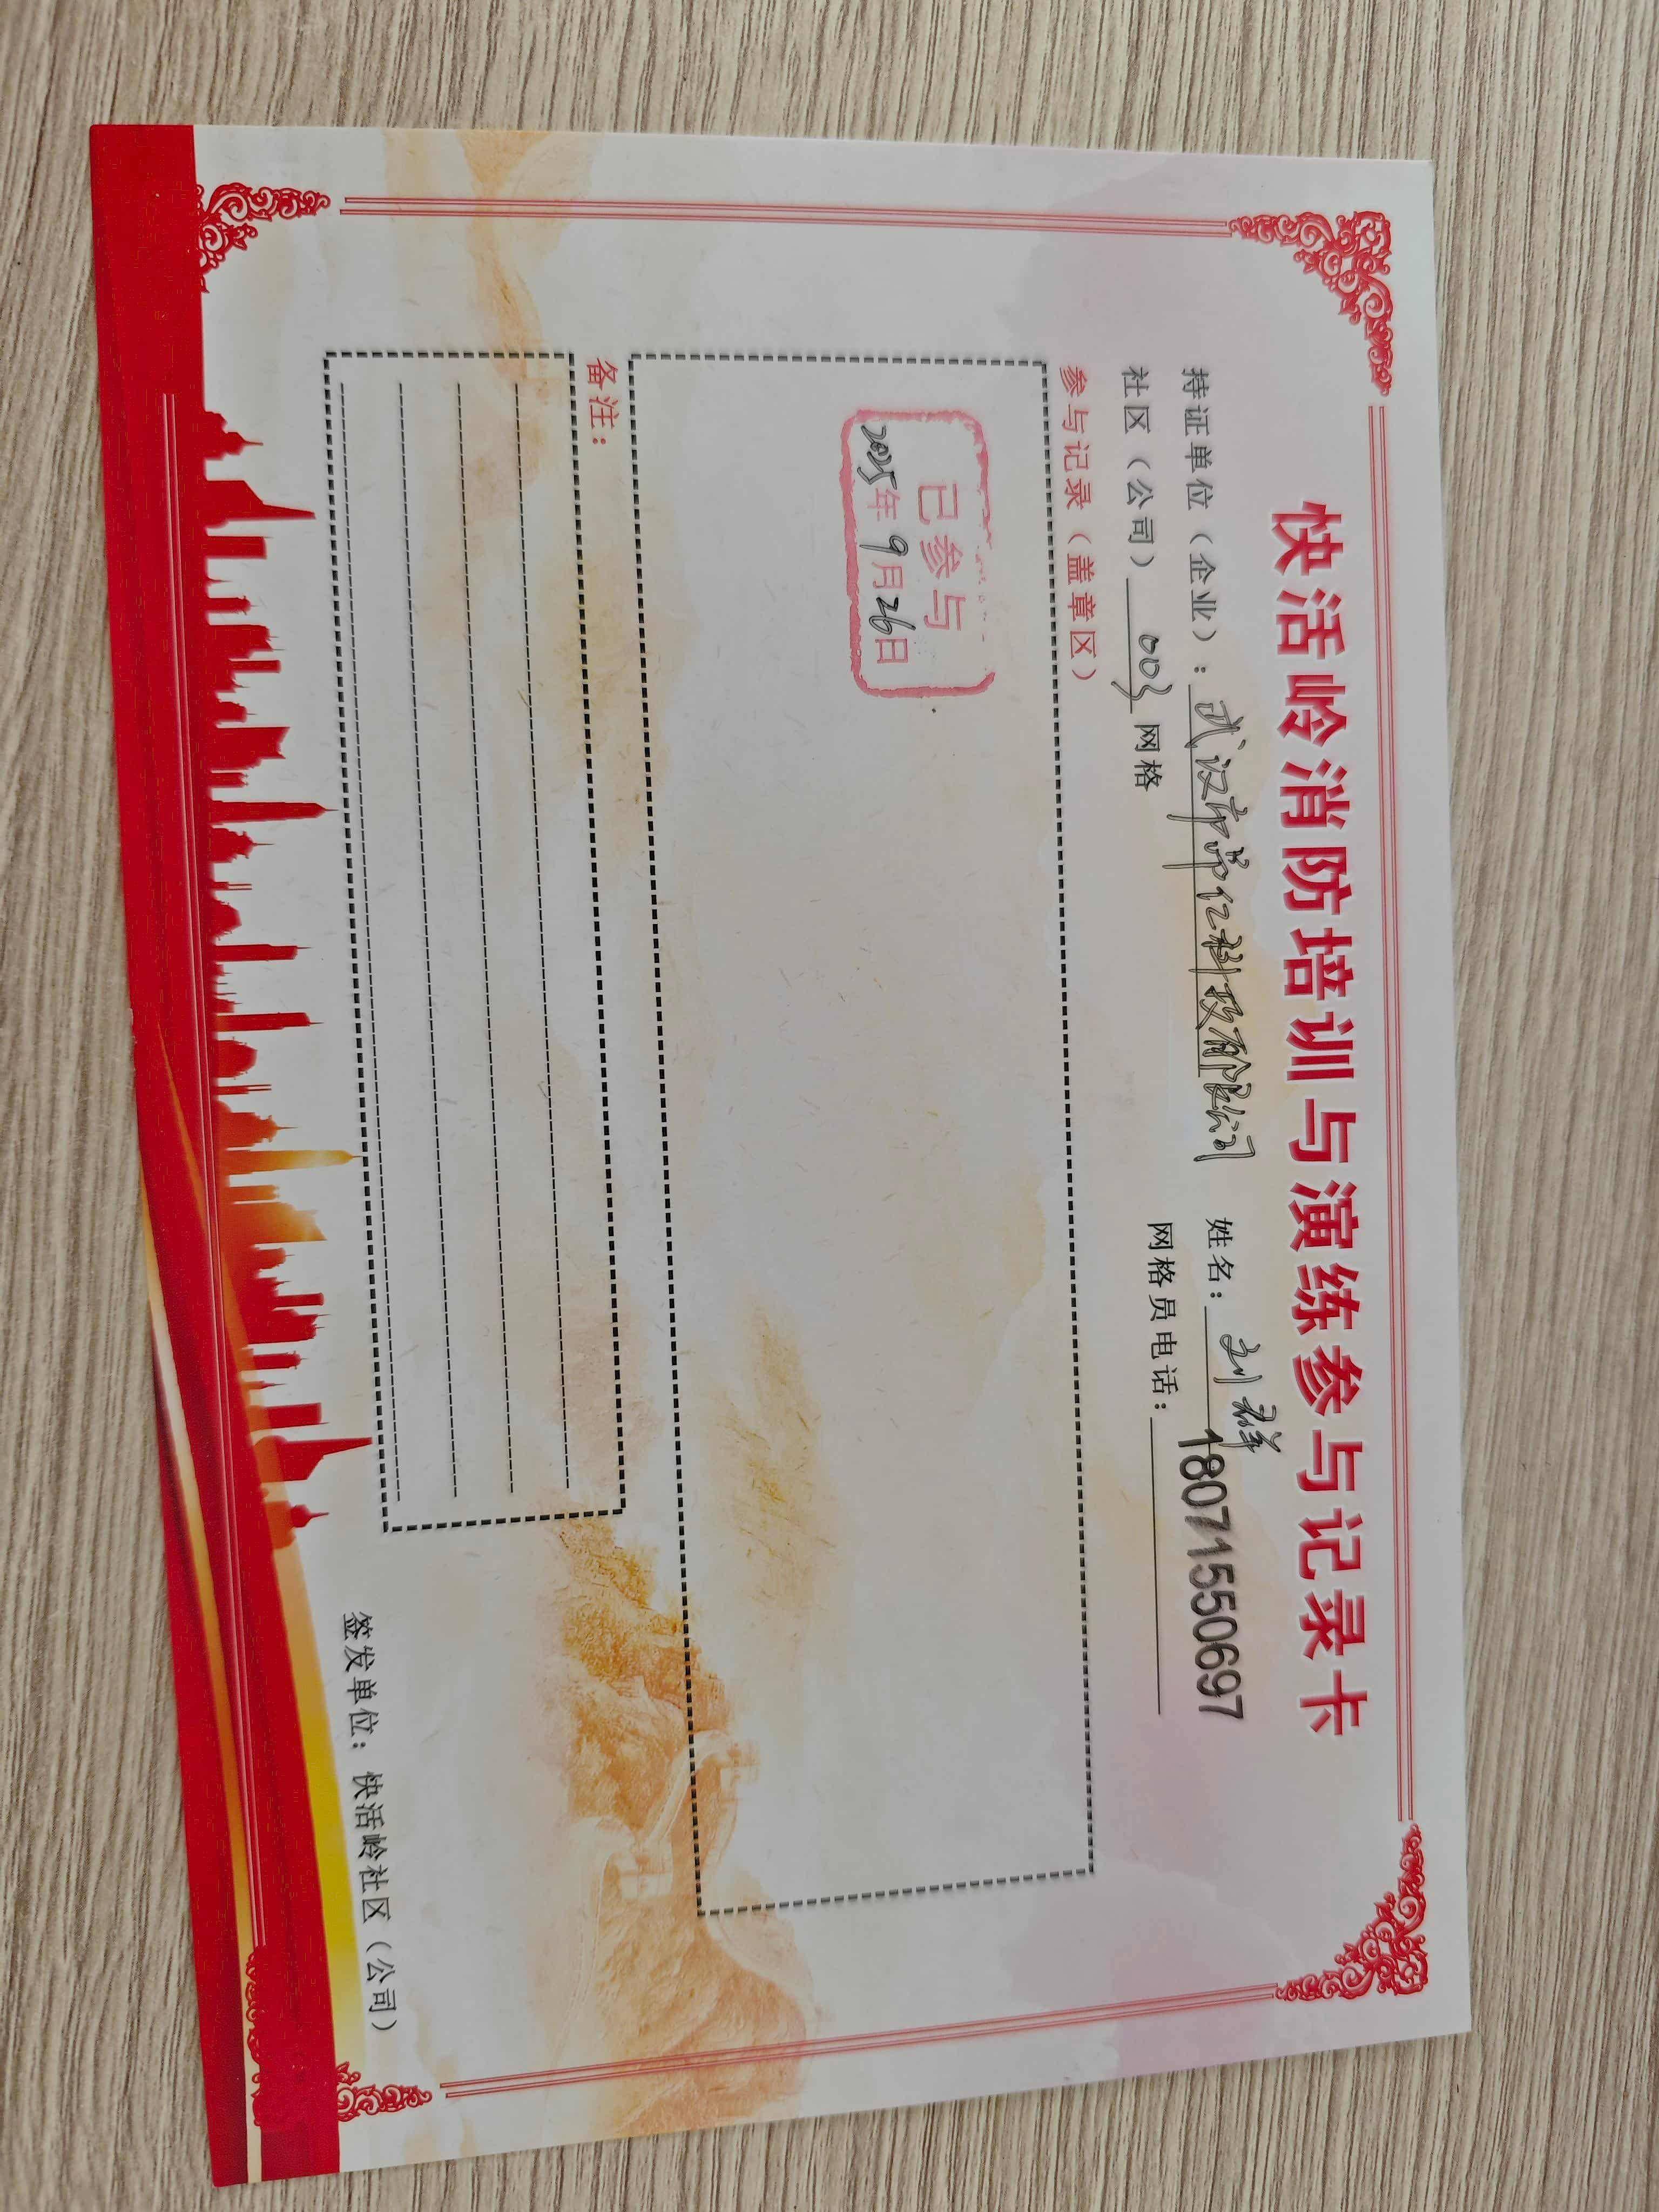 快活岭消防培训与演练参与记录卡
持证单位（企业）：武汉市常仁科技有限公司 姓名：刘群
18071550697
社区（公司）003网格 网格员电话：
参与记录（盖章区）
已参与
2025年9月26日
备注：
签发单位：快活岭社区（公司）